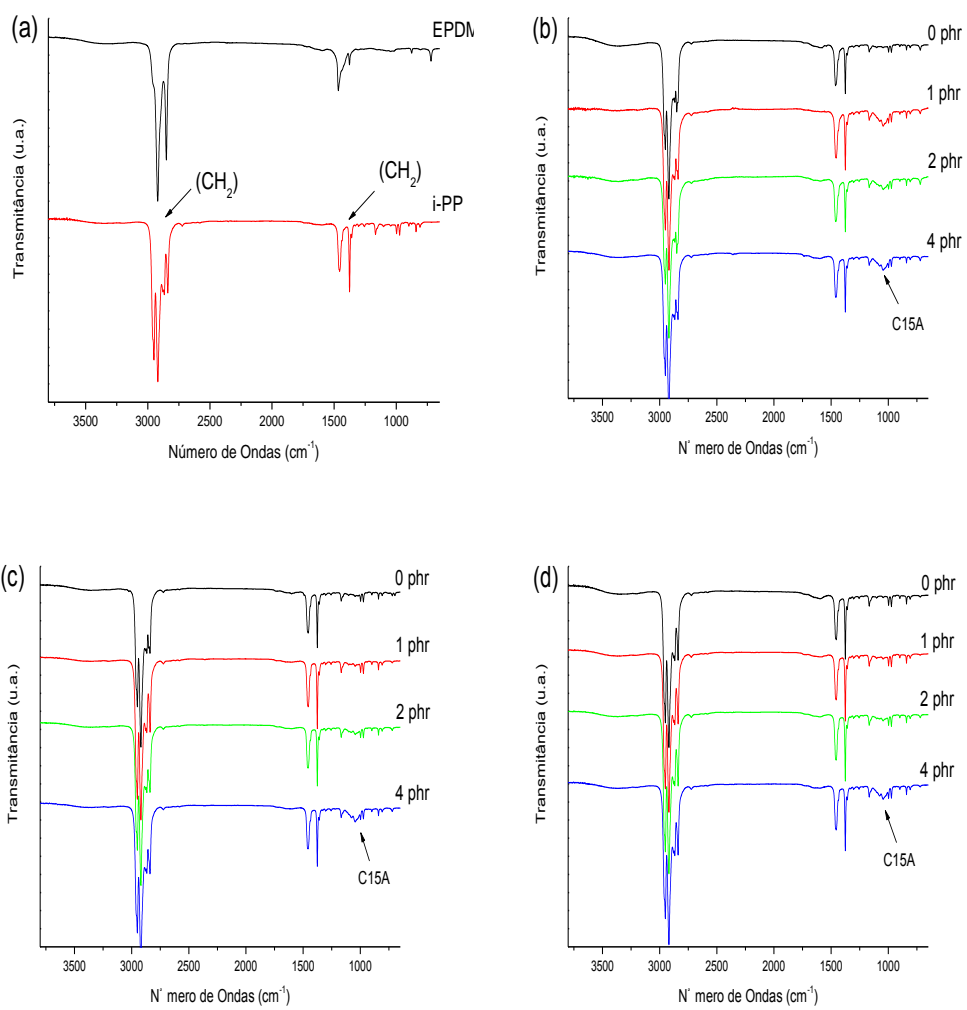 (a)
EPDM
(CH2)
(CH2)
i-PP
Transmitância (u.a.)
3500 3000 2500 2000 1500 1000
Número de Ondas (cm-1)
(b)
0 phr
1 phr
2 phr
4 phr
C15A
Transmitância (u.a.)
3500 3000 2500 2000 1500 1000
N˙ mero de Ondas (cm-1)
(c)
0 phr
1 phr
2 phr
4 phr
C15A
Transmitância (u.a.)
3500 3000 2500 2000 1500 1000
N˙ mero de Ondas (cm-1)
(d)
0 phr
1 phr
2 phr
4 phr
C15A
Transmitância (u.a.)
3500 3000 2500 2000 1500 1000
N˙ mero de Ondas (cm-1)